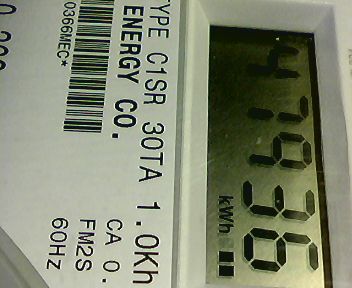 47936
kWh
TYPE C1SR 30TA 1.0Kh
ENERGY CO.
CA 0.
FM2S
60HZ
0366MEC*